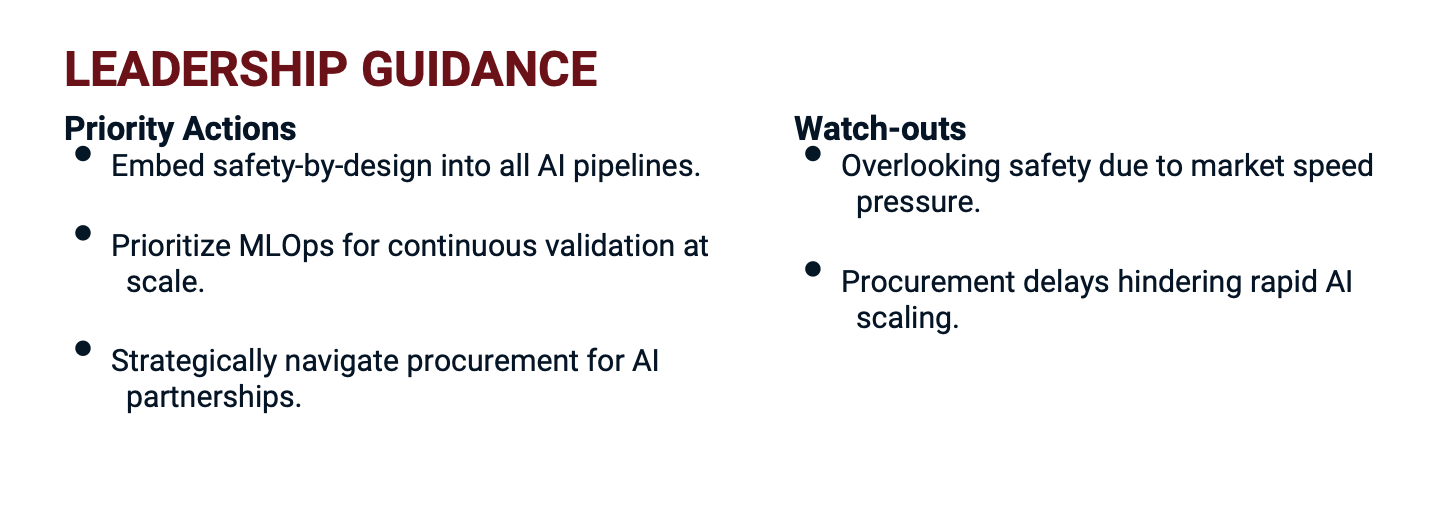 LEADERSHIP GUIDANCE
Priority Actions
● Embed safety-by-design into all AI pipelines.
● Prioritize MLOps for continuous validation at
scale.
● Strategically navigate procurement for AI
partnerships.
Watch-outs
● Overlooking safety due to market speed
pressure.
● Procurement delays hindering rapid AI
scaling.